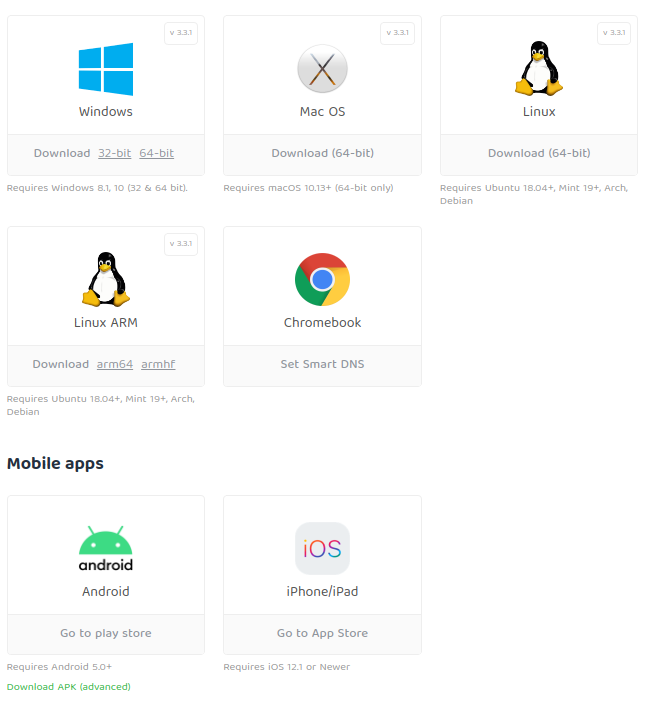 v 3.3.1
Windows
Download 32-bit 64-bit
Requires Windows 8.1, 10 (32 & 64 bit).
v 3.3.1
Mac OS
Download (64-bit)
Requires macOS 10.13+ (64-bit only)
v 3.3.1
Linux
Download (64-bit)
Requires Ubuntu 18.04+, Mint 19+, Arch,
Debian
v 3.3.1
Linux ARM
Download arm64 armhf
Requires Ubuntu 18.04+, Mint 19+, Arch,
Debian
Chromebook
Set Smart DNS
Mobile apps
android
Android
Go to play store
Requires Android 5.0+
Download APK (advanced)
iOS
iPhone/iPad
Go to App Store
Requires iOS 12.1 or Newer